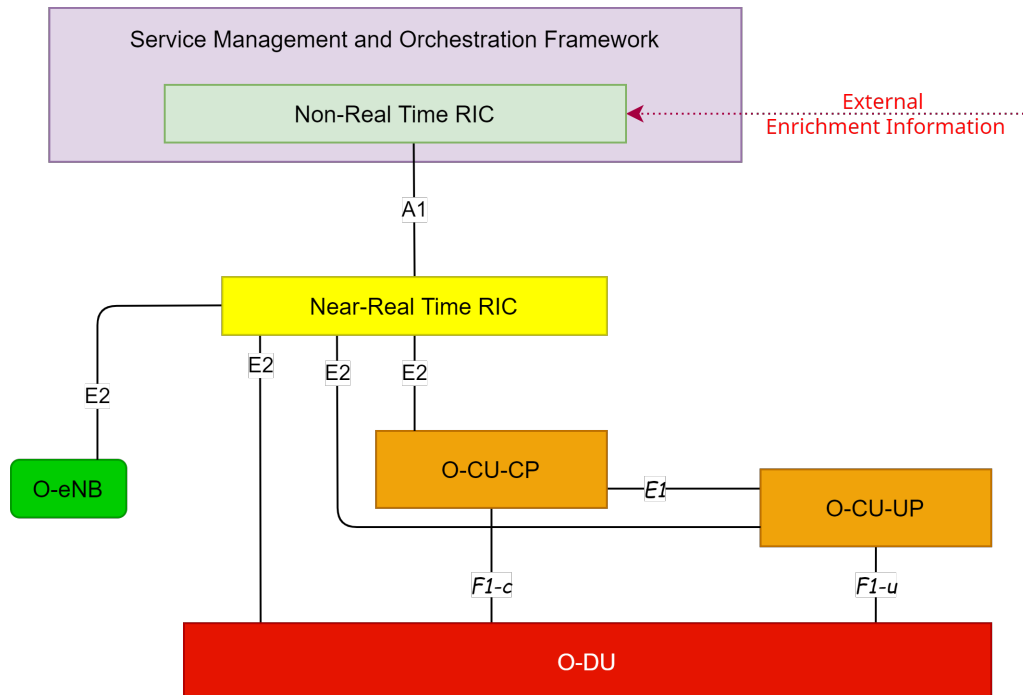 Service Management and Orchestration Framework
Non-Real Time RIC
External
Enrichment Information
A1
Near-Real Time RIC
E2
E2
E2
E2
O-CU-CP
O-eNB
E1
O-CU-UP
F1-c
F1-u
O-DU